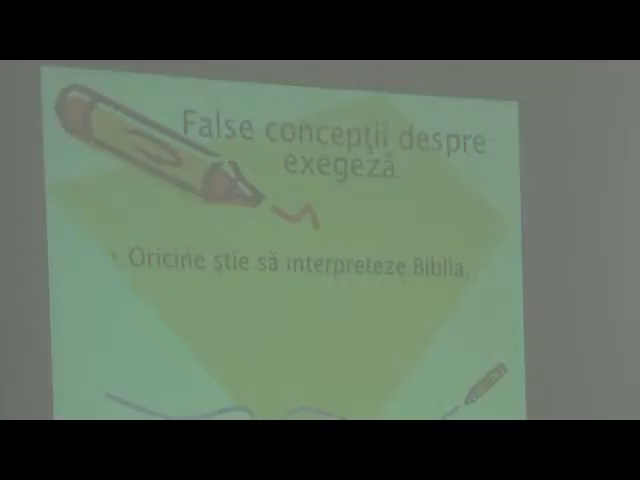 False concepții despre
exegeză
• Oricine știe să interpreteze Biblia.